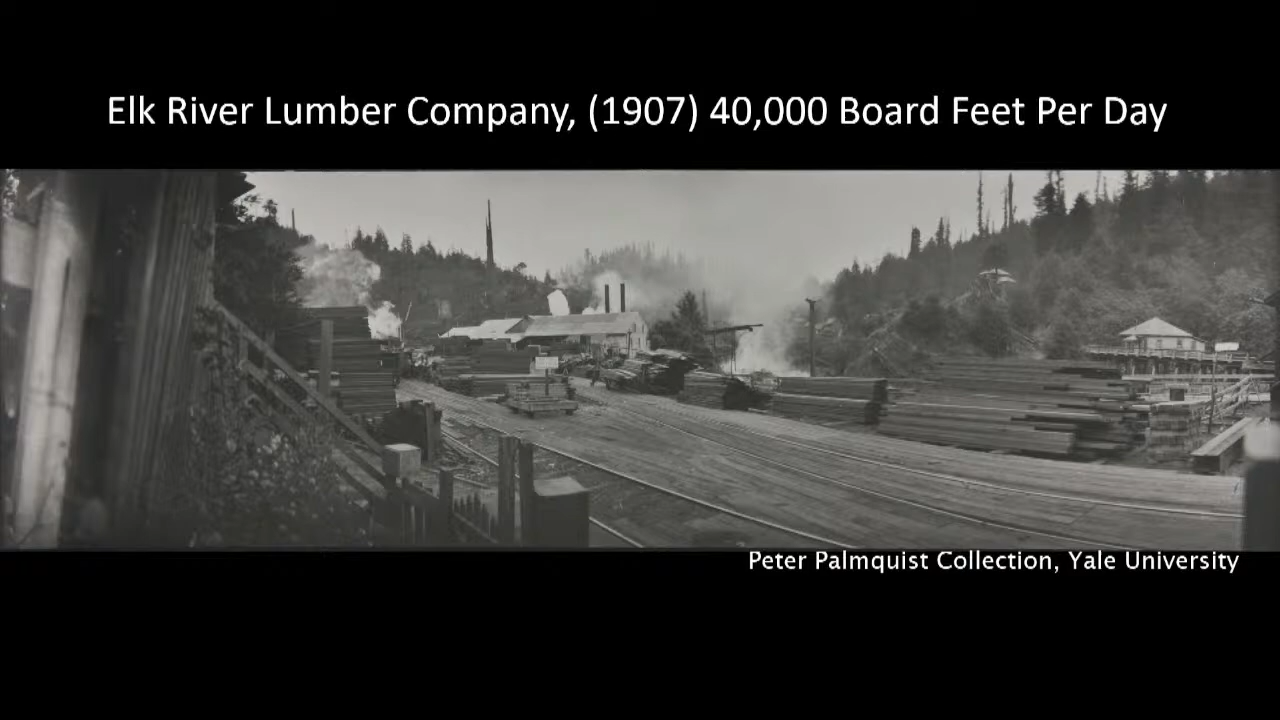 Elk River Lumber Company, (1907) 40,000 Board Feet Per Day
Peter Palmquist Collection, Yale University